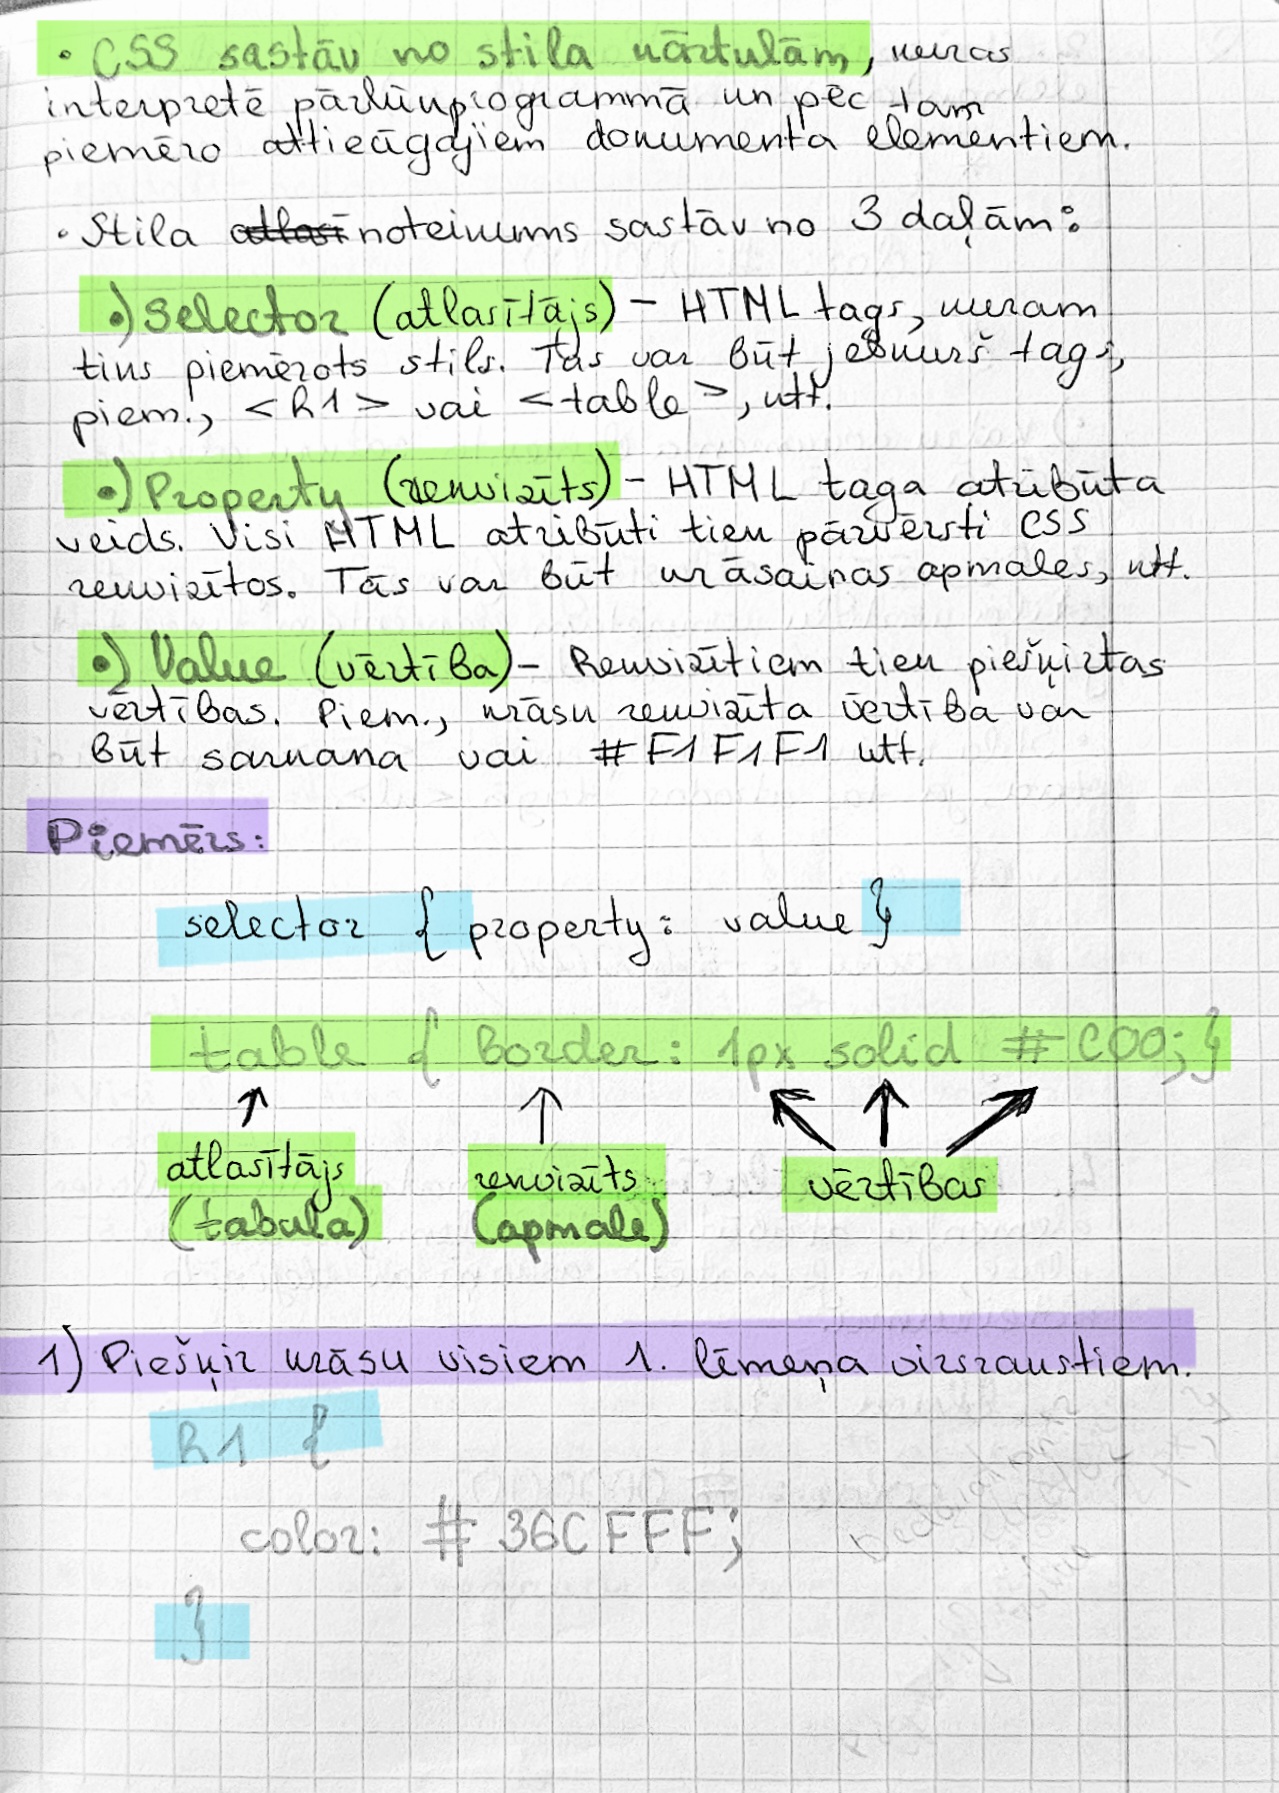 • CSS sastāv no stila kārtulām, kuras
interpretē pārlūkprogrammā un pēc tam
piemēro attiecīgajiem dokumenta elementiem.
• Stila atlasī noteikums sastāv no 3 daļām:
•) Selector (atlasītājs) – HTML tags, kuram
tiks piemērots stils. Tas var būt jebkurš tags,
piem., <h1> vai <table>, utt.
•) Property (rekvizīts) – HTML taga atribūta
veids. Visi HTML atribūti tiek pārvērsti CSS
rekvizītos. Tās var būt krāsainas apmales, utt.
•) Value (vērtība) – Rekvizītiem tiek piešķirtas
vērtības. Piem., krāsu rekvizīta vērtība var
būt sarkana vai #F1F1F1 utt.
Piemērs:
selector { property: value }
table { border: 1px solid #C00; }
atlasītājs rekvizīts vērtības
(tabula) (apmale)
1) Piešķir krāsu visiem 1. līmeņa virsrakstiem.
h1 {
color: #36CFFF;
}